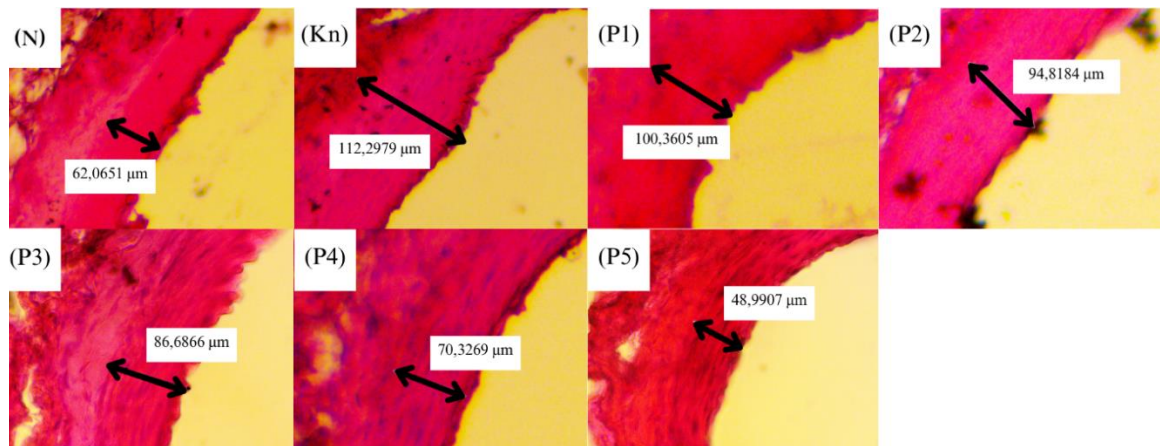 (N)
62,0651 µm
(Kn)
112,2979 µm
(P1)
100,3605 µm
(P2)
94,8184 µm
(P3)
86,6866 µm
(P4)
70,3269 µm
(P5)
48,9907 µm